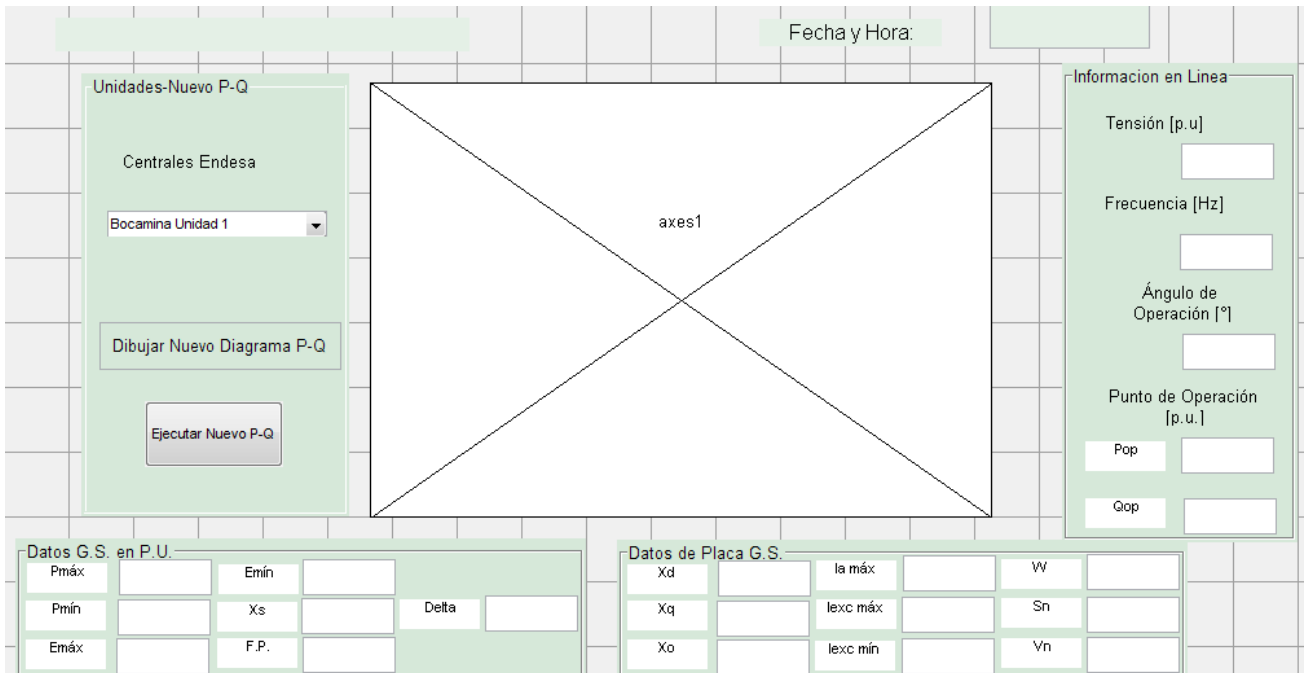 Fecha y Hora:
Unidades-Nuevo P-Q
Centrales Endesa
Bocamina Unidad 1
Dibujar Nuevo Diagrama P-Q
Ejecutar Nuevo P-Q
axes1
Informacion en Linea
Tensión [p.u]
Frecuencia [Hz]
Ángulo de
Operación [°]
Punto de Operación
[p.u.]
Pop
Qop
Datos G.S. en P.U.
Pmáx
Emín
Pmín
Xs
Delta
Emáx
F.P.
Datos de Placa G.S.
Xd
Ia máx
W
Xq
Iexc máx
Sn
Xo
Iexc mín
Vn